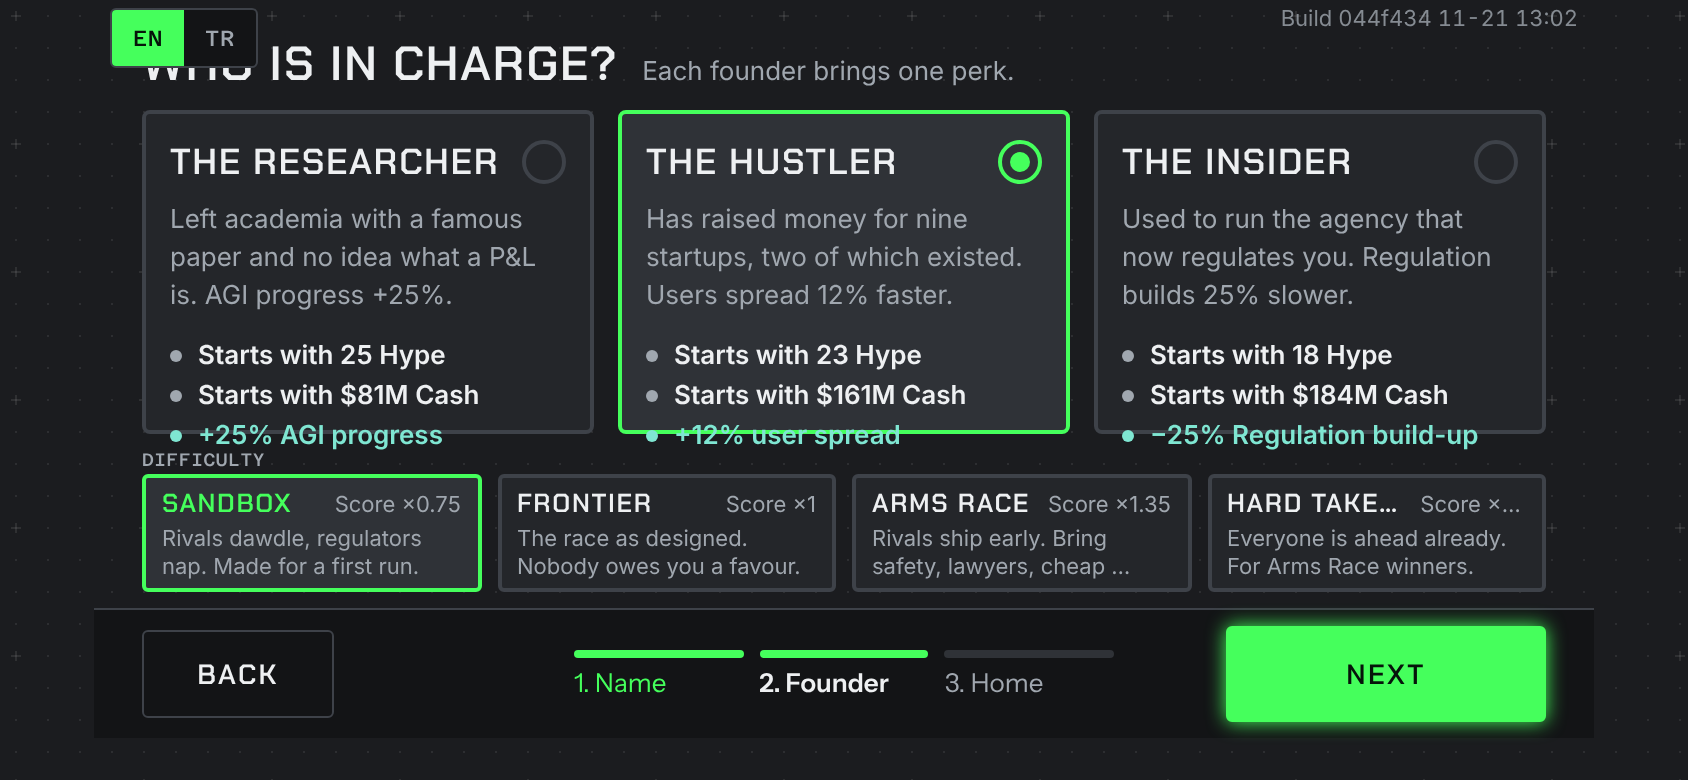 EN TR
Build 044f434 11-21 13:02
WHO IS IN CHARGE? Each founder brings one perk.
THE RESEARCHER
Left academia with a famous
paper and no idea what a P&L
is. AGI progress +25%.
Starts with 25 Hype
Starts with $81M Cash
+25% AGI progress
THE HUSTLER
Has raised money for nine
startups, two of which existed.
Users spread 12% faster.
Starts with 23 Hype
Starts with $161M Cash
+12% user spread
THE INSIDER
Used to run the agency that
now regulates you. Regulation
builds 25% slower.
Starts with 18 Hype
Starts with $184M Cash
−25% Regulation build-up
DIFFICULTY
SANDBOX Score ×0.75
Rivals dawdle, regulators
nap. Made for a first run.
FRONTIER Score ×1
The race as designed.
Nobody owes you a favour.
ARMS RACE Score ×1.35
Rivals ship early. Bring
safety, lawyers, cheap ...
HARD TAKE... Score ×...
Everyone is ahead already.
For Arms Race winners.
BACK
1. Name
2. Founder
3. Home
NEXT